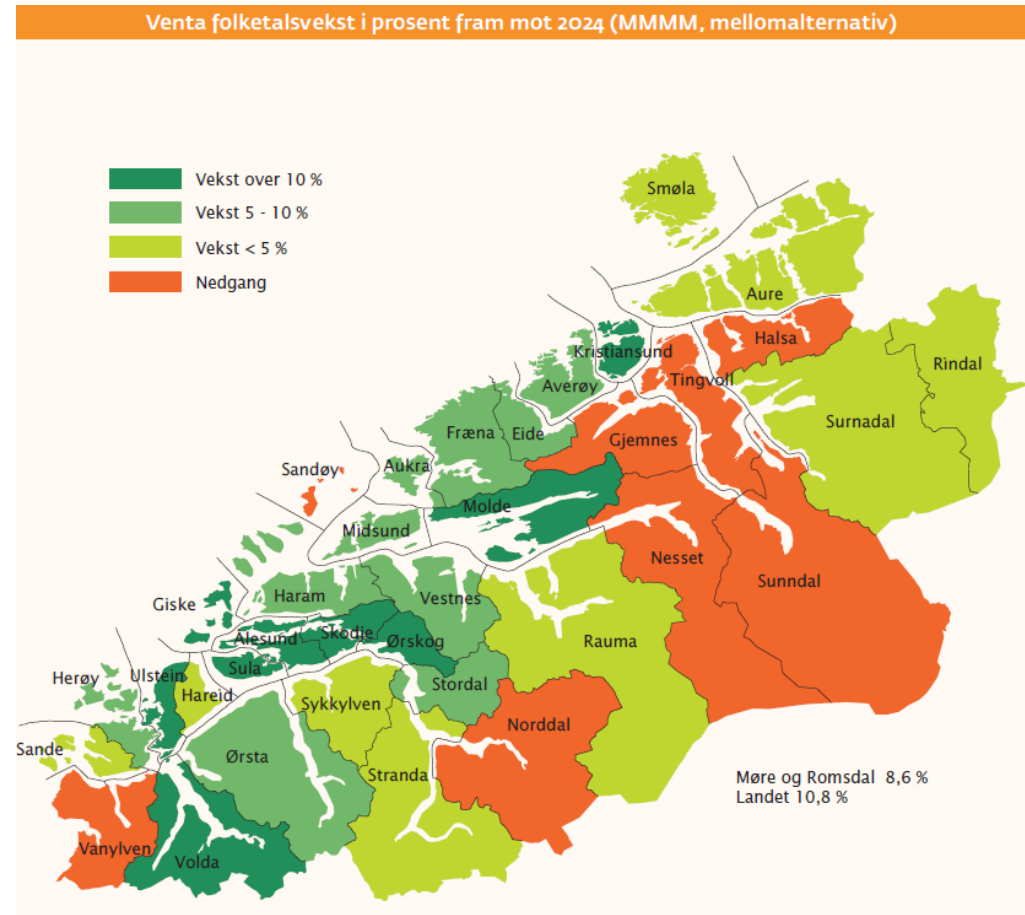 Venta folketalsvekst i prosent fram mot 2024 (MMMM, mellomalternativ)
Vekst over 10 %
Vekst 5 - 10 %
Vekst < 5 %
Nedgang
Smøla
Aure
Halsa
Rindal
Kristiansund
Tingvoll
Averøy
Surnadal
Fræna
Eide
Gjemnes
Sandøy
Aukra
Molde
Midsund
Nesset
Sunndal
Haram
Vestnes
Giske
Ålesund
Skodje
Ørskog
Rauma
Sula
Herøy
Ulstein
Hareid
Stordal
Sykkylven
Norddal
Sande
Ørsta
Stranda
Møre og Romsdal 8,6 %
Landet 10,8 %
Vanylven
Volda